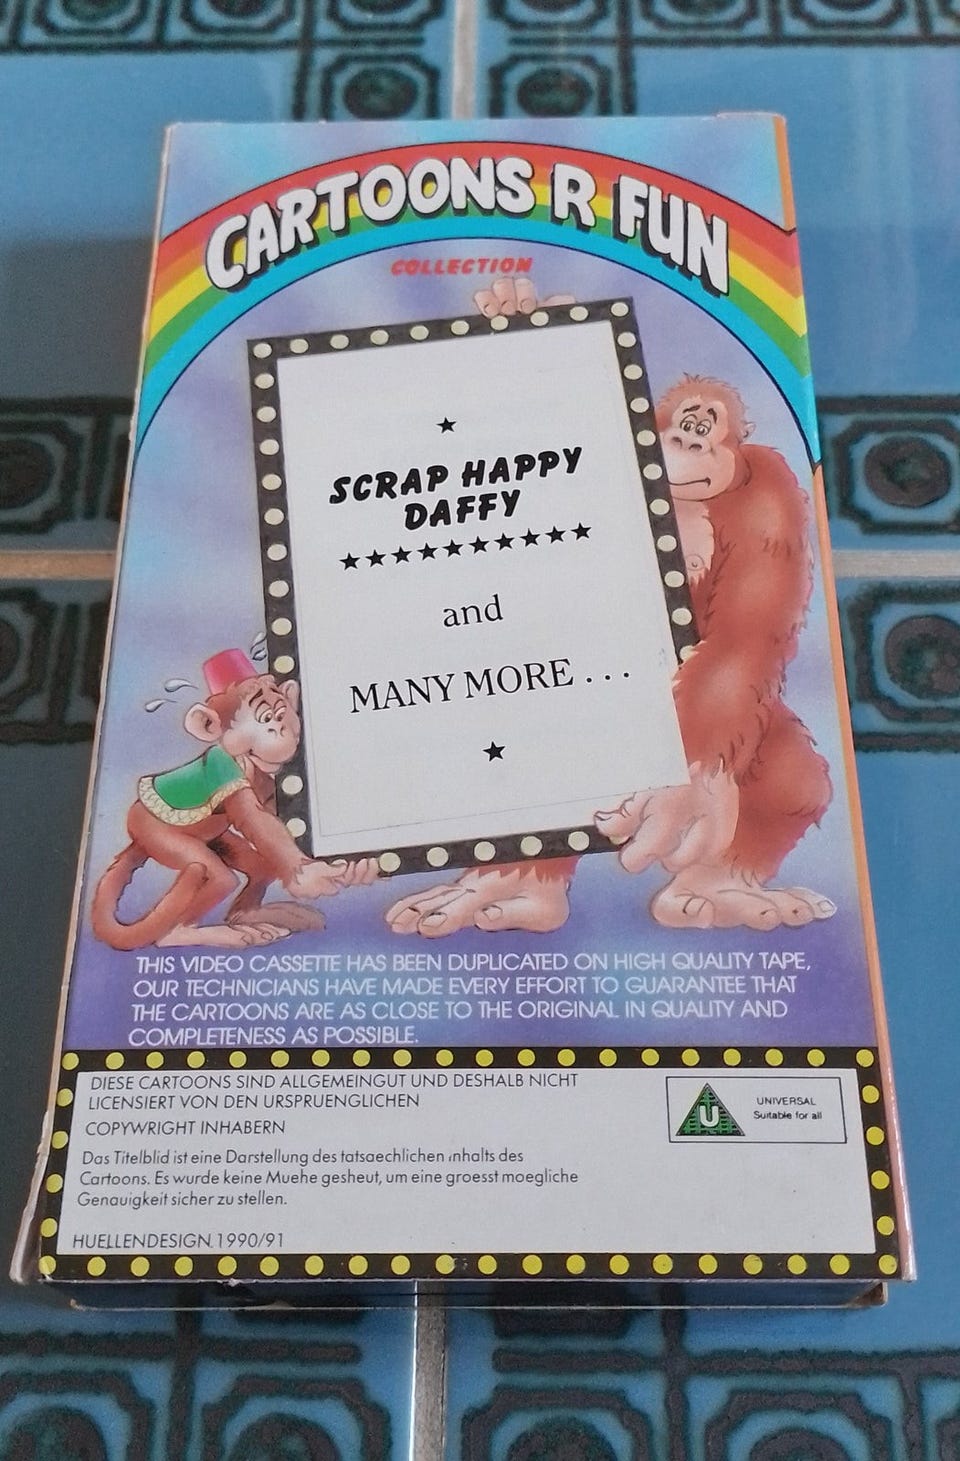 CARTOONS R FUN
COLLECTION
SCRAP HAPPY
DAFFY
and
MANY MORE...
THIS VIDEO CASSETTE HAS BEEN DUPLICATED ON HIGH QUALITY TAPE,
OUR TECHNICIANS HAVE MADE EVERY EFFORT TO GUARANTEE THAT
THE CARTOONS ARE AS CLOSE TO THE ORIGINAL IN QUALITY AND
COMPLETENESS AS POSSIBLE.
DIESE CARTOONS SIND ALLGEMEINGUT UND DESHALB NICHT
LICENSIERT VON DEN URSPRUENGLICHEN
COPYWRIGHT INHABERN
Das Titelblid ist eine Darstellung des tatsaechlichen inhalts des
Cartoons. Es wurde keine Muehe gesheut, um eine groesst moegliche
Genauigkeit sicher zu stellen.
HUELLENDESIGN 1990/91
U
UNIVERSAL
Suitable for all